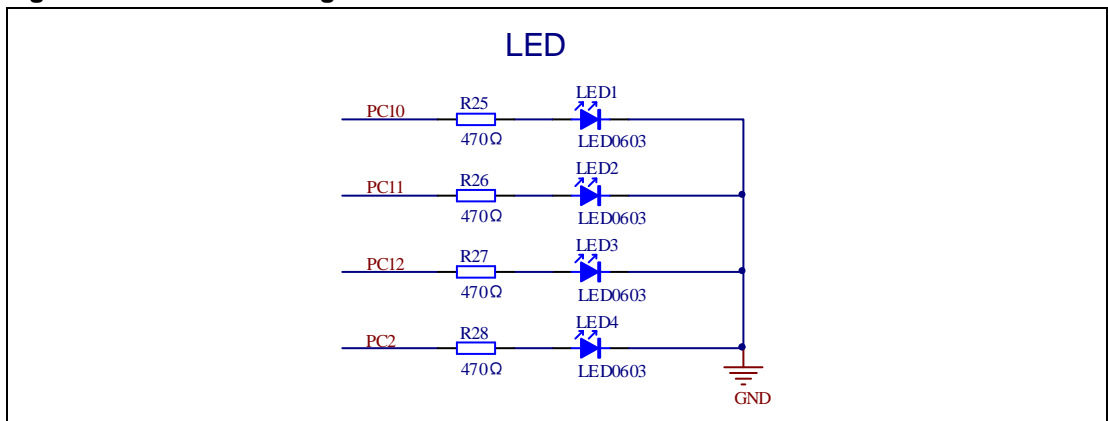 LED
LED1
PC10 R25
470Ω LED0603
LED2
PC11 R26
470Ω LED0603
LED3
PC12 R27
470Ω LED0603
LED4
PC2 R28
470Ω LED0603
GND